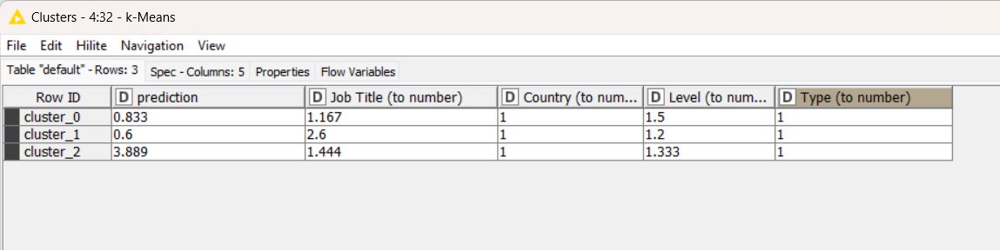 Clusters - 4:32 - k-Means
File Edit Hilite Navigation View
Table "default" - Rows: 3 Spec - Columns: 5 Properties Flow Variables
Row ID D prediction D Job Title (to number) D Country (to num... D Level (to num... D Type (to number)
cluster_0 0.833 1.167 1 1.5 1
cluster_1 0.6 2.6 1 1.2 1
cluster_2 3.889 1.444 1 1.333 1